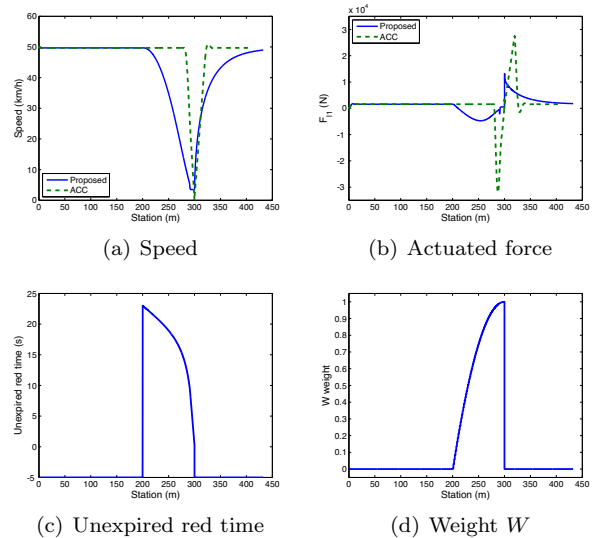 60
50
40
30
20
10
0
Speed (km/h)
Proposed
ACC
0 50 100 150 200 250 300 350 400 450
Station (m)
(a) Speed
x 10⁴
3
2
1
0
-1
-2
-3
F_l1 (N)
Proposed
ACC
0 50 100 150 200 250 300 350 400 450
Station (m)
(b) Actuated force
25
20
15
10
5
0
-5
Unexpired red time (s)
0 50 100 150 200 250 300 350 400 450
Station (m)
(c) Unexpired red time
1
0.9
0.8
0.7
0.6
0.5
0.4
0.3
0.2
0.1
0
W weight
0 50 100 150 200 250 300 350 400 450
Station (m)
(d) Weight W